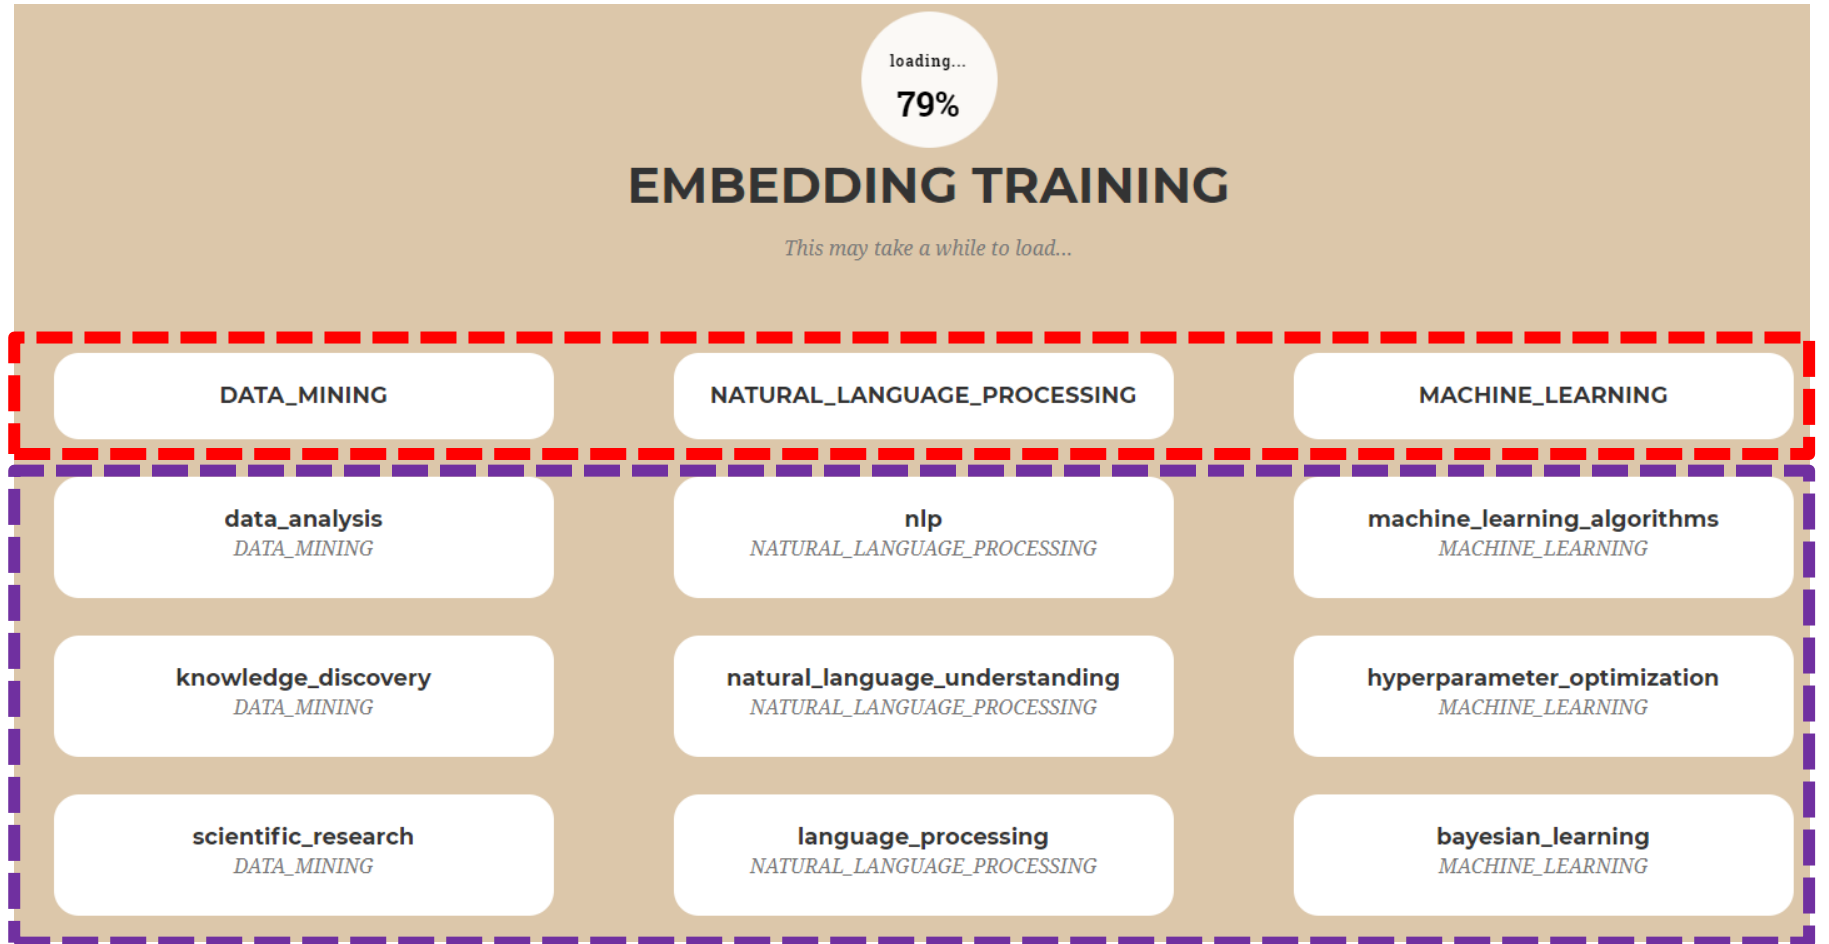 loading...
79%
EMBEDDING TRAINING
This may take a while to load...
DATA_MINING
NATURAL_LANGUAGE_PROCESSING
MACHINE_LEARNING
data_analysis
DATA_MINING
nlp
NATURAL_LANGUAGE_PROCESSING
machine_learning_algorithms
MACHINE_LEARNING
knowledge_discovery
DATA_MINING
natural_language_understanding
NATURAL_LANGUAGE_PROCESSING
hyperparameter_optimization
MACHINE_LEARNING
scientific_research
DATA_MINING
language_processing
NATURAL_LANGUAGE_PROCESSING
bayesian_learning
MACHINE_LEARNING